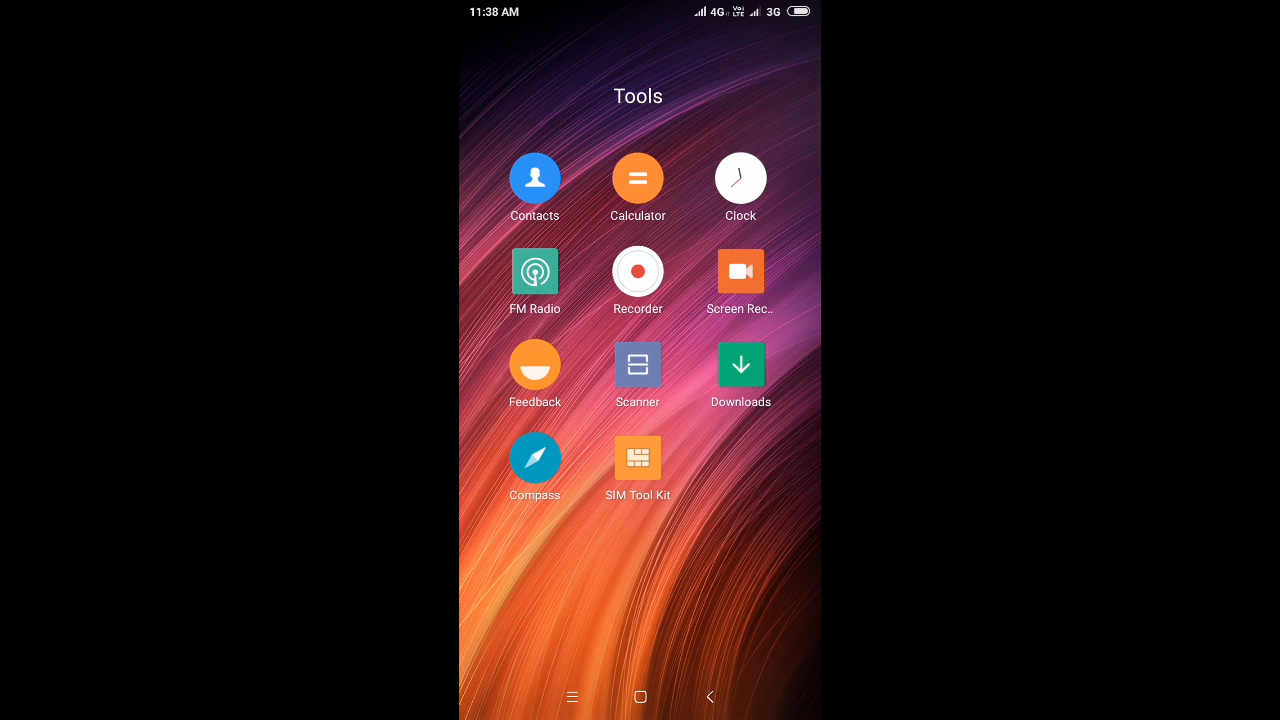 11:38 AM 4G Vo) LTE 3G
Tools
Contacts Calculator Clock
FM Radio Recorder Screen Rec..
Feedback Scanner Downloads
Compass SIM Tool Kit